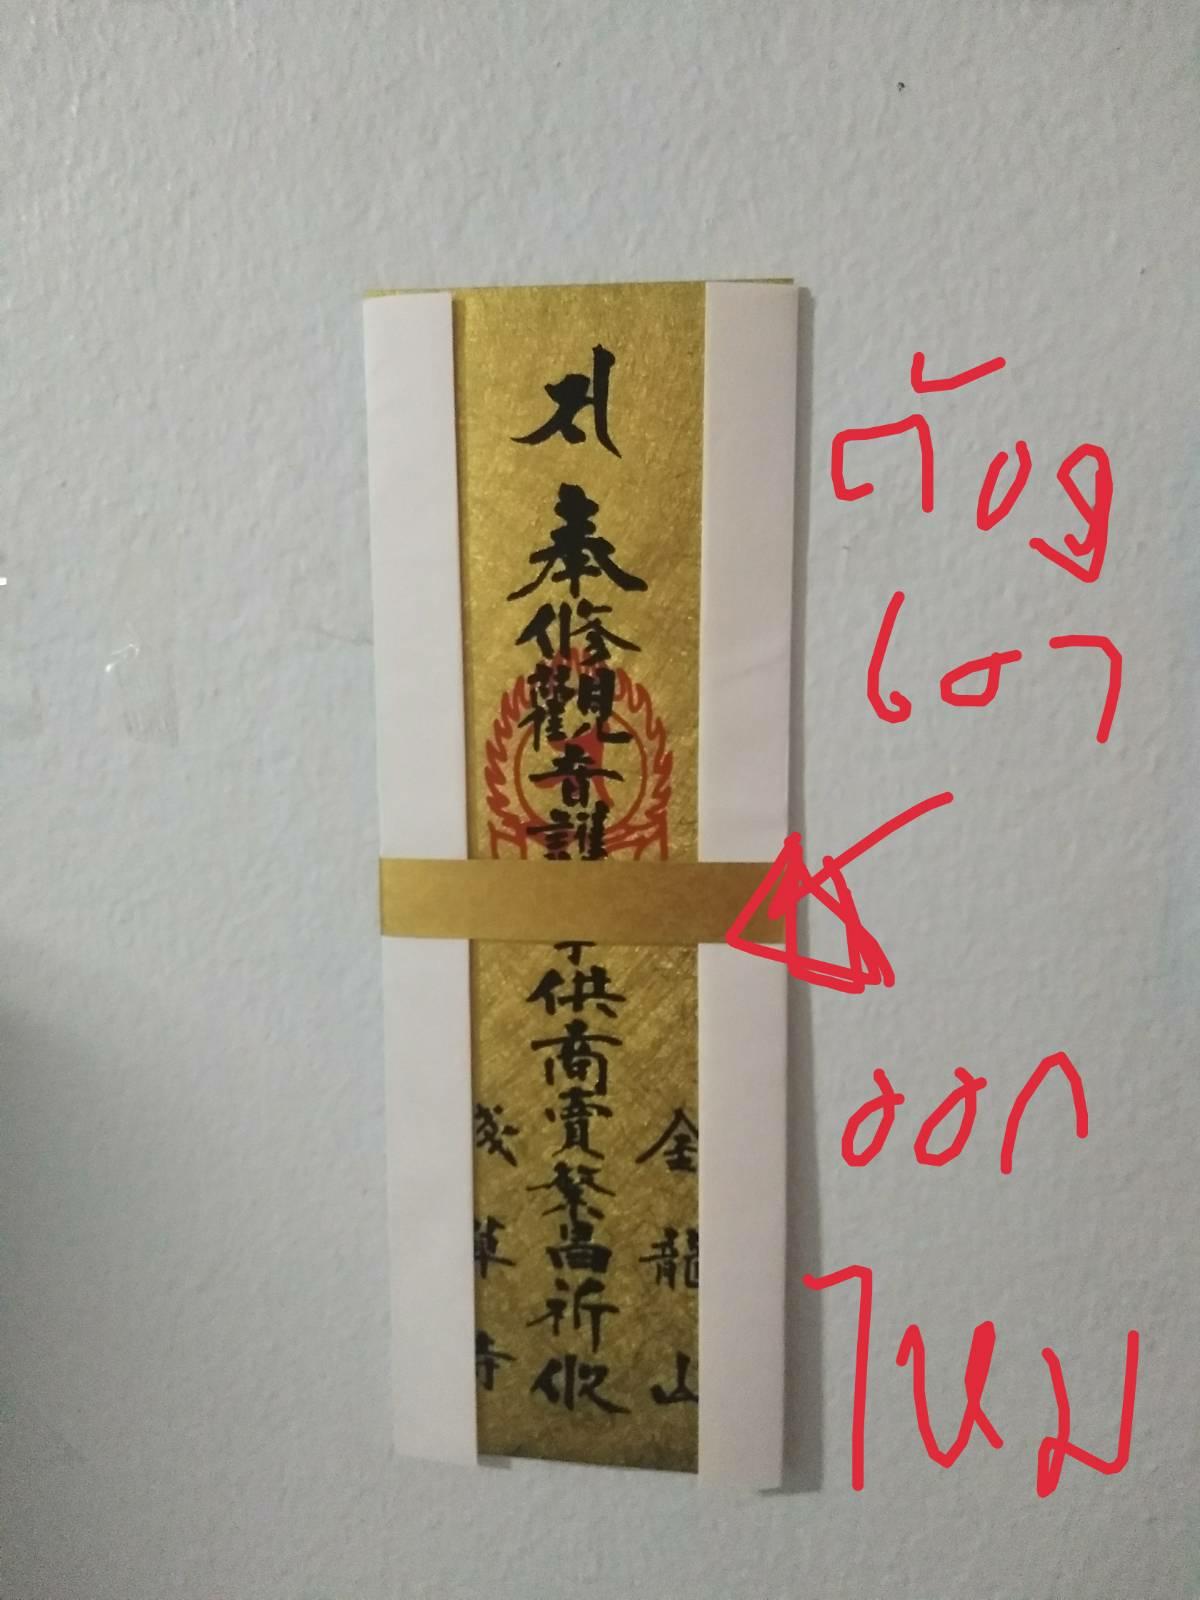 奉修觀音護
供商賣繁昌祈攸
金龍山
浅草寺
ต้อง
เอา
ออก
ไหม